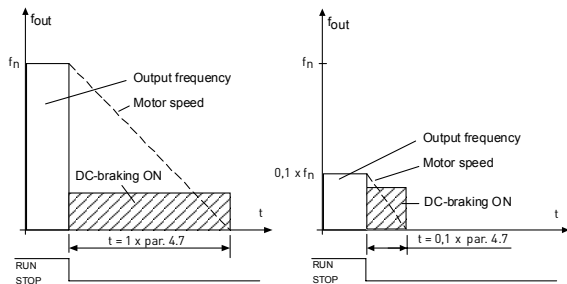 fout
fn
Output frequency
Motor speed
DC-braking ON
t
t = 1 x par. 4.7
RUN
STOP
fout
fn
Output frequency
Motor speed
0,1 x fn
DC-braking ON
t
t = 0,1 x par. 4.7
RUN
STOP